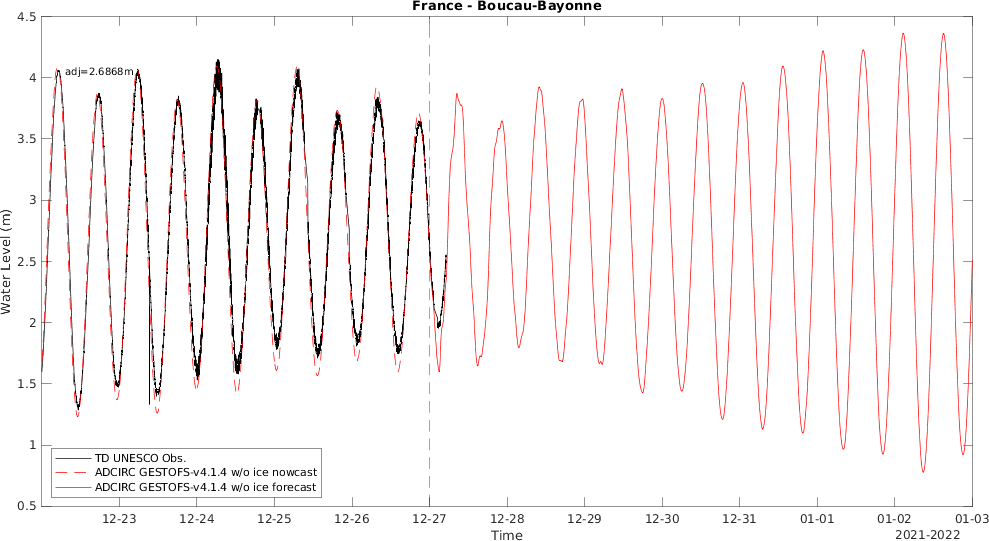 France - Boucau-Bayonne
4.5
4
3.5
3
2.5
2
1.5
1
0.5
Water Level (m)
adj=2.6868m
TD UNESCO Obs.
ADCIRC GESTOFS-v4.1.4 w/o ice nowcast
ADCIRC GESTOFS-v4.1.4 w/o ice forecast
12-23 12-24 12-25 12-26 12-27 12-28 12-29 12-30 12-31 01-01 01-02 01-03
Time
2021-2022